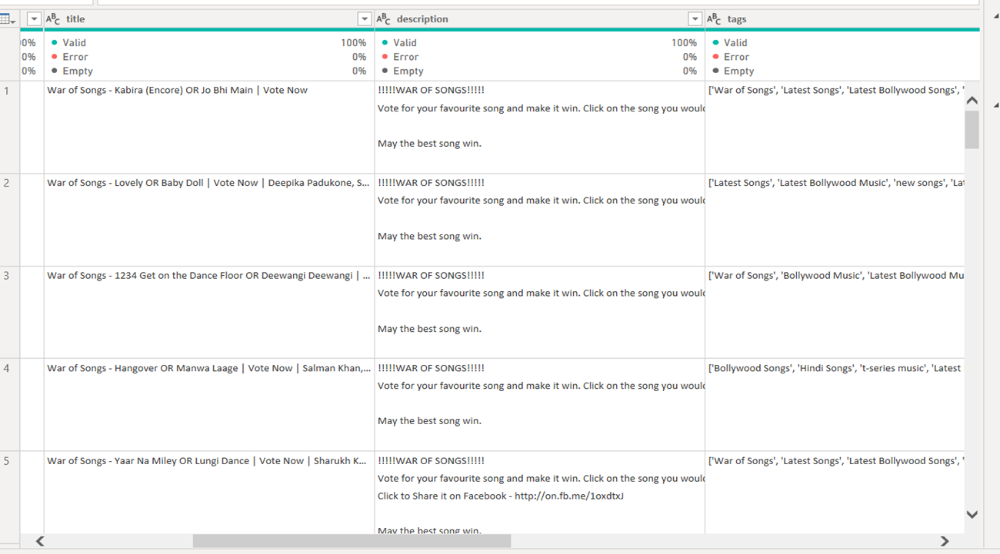 ABC title
ABC description
ABC tags
0%
0%
0%
Valid 100%
Error 0%
Empty 0%
Valid 100%
Error 0%
Empty 0%
Valid
Error
Empty
1
War of Songs - Kabira (Encore) OR Jo Bhi Main | Vote Now
!!!!!WAR OF SONGS!!!!!
Vote for your favourite song and make it win. Click on the song you would
May the best song win.
['War of Songs', 'Latest Songs', 'Latest Bollywood Songs', '
2
War of Songs - Lovely OR Baby Doll | Vote Now | Deepika Padukone, S...
!!!!!WAR OF SONGS!!!!!
Vote for your favourite song and make it win. Click on the song you would
May the best song win.
['Latest Songs', 'Latest Bollywood Music', 'new songs', 'Lat
3
War of Songs - 1234 Get on the Dance Floor OR Deewangi Deewangi | ...
!!!!!WAR OF SONGS!!!!!
Vote for your favourite song and make it win. Click on the song you would
May the best song win.
['War of Songs', 'Bollywood Music', 'Latest Bollywood Mu
4
War of Songs - Hangover OR Manwa Laage | Vote Now | Salman Khan,...
!!!!!WAR OF SONGS!!!!!
Vote for your favourite song and make it win. Click on the song you would
May the best song win.
['Bollywood Songs', 'Hindi Songs', 't-series music', 'Latest
5
War of Songs - Yaar Na Miley OR Lungi Dance | Vote Now | Sharukh K...
!!!!!WAR OF SONGS!!!!!
Vote for your favourite song and make it win. Click on the song you would
Click to Share it on Facebook - http://on.fb.me/1oxdtxJ
May the best song win.
['War of Songs', 'Latest Songs', 'Latest Bollywood Songs', '